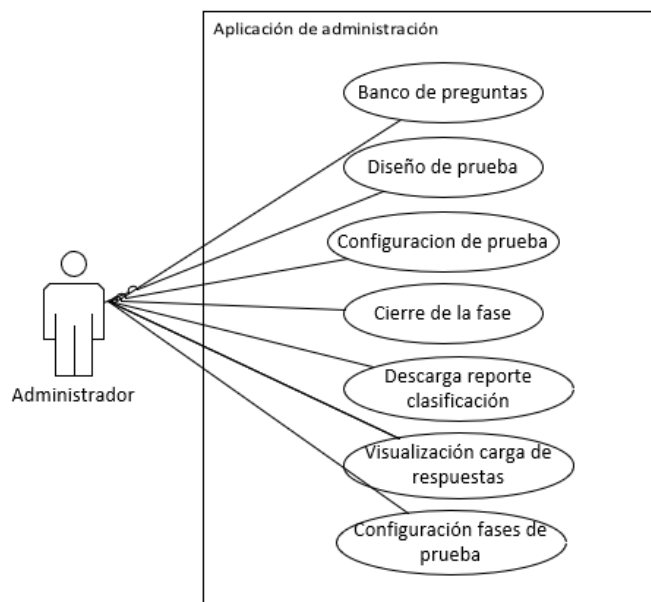 Aplicación de administración
Banco de preguntas
Diseño de prueba
Configuracion de prueba
Cierre de la fase
Descarga reporte
clasificación
Administrador
Visualización carga de
respuestas
Configuración fases de
prueba